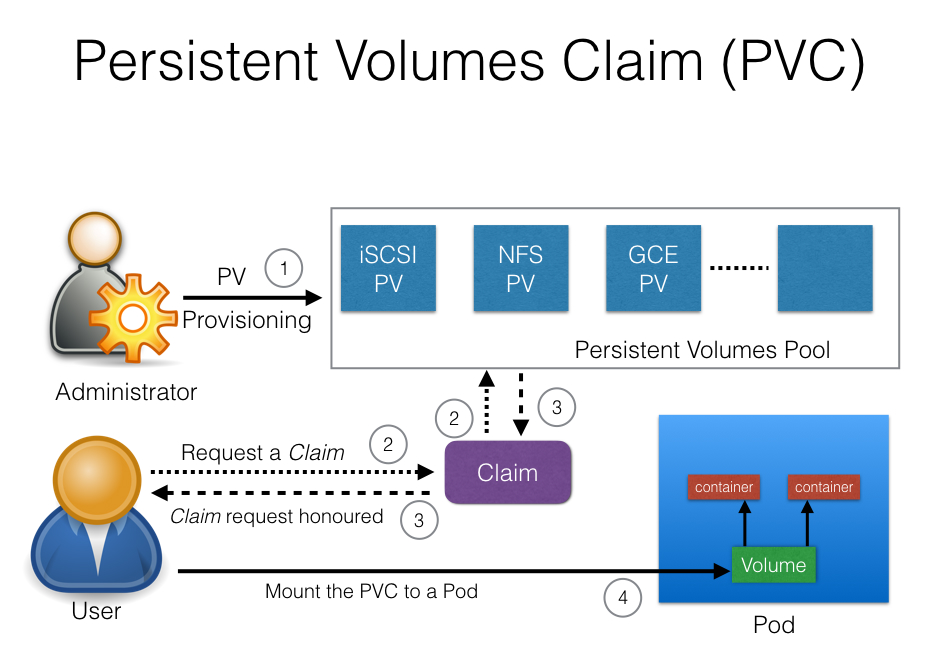 Persistent Volumes Claim (PVC)
iSCSI
PV
NFS
PV
GCE
PV
PV
1
Provisioning
Persistent Volumes Pool
Administrator
2
3
Request a Claim
2
Claim
Claim request honoured
3
container
container
Volume
Mount the PVC to a Pod
4
User
Pod